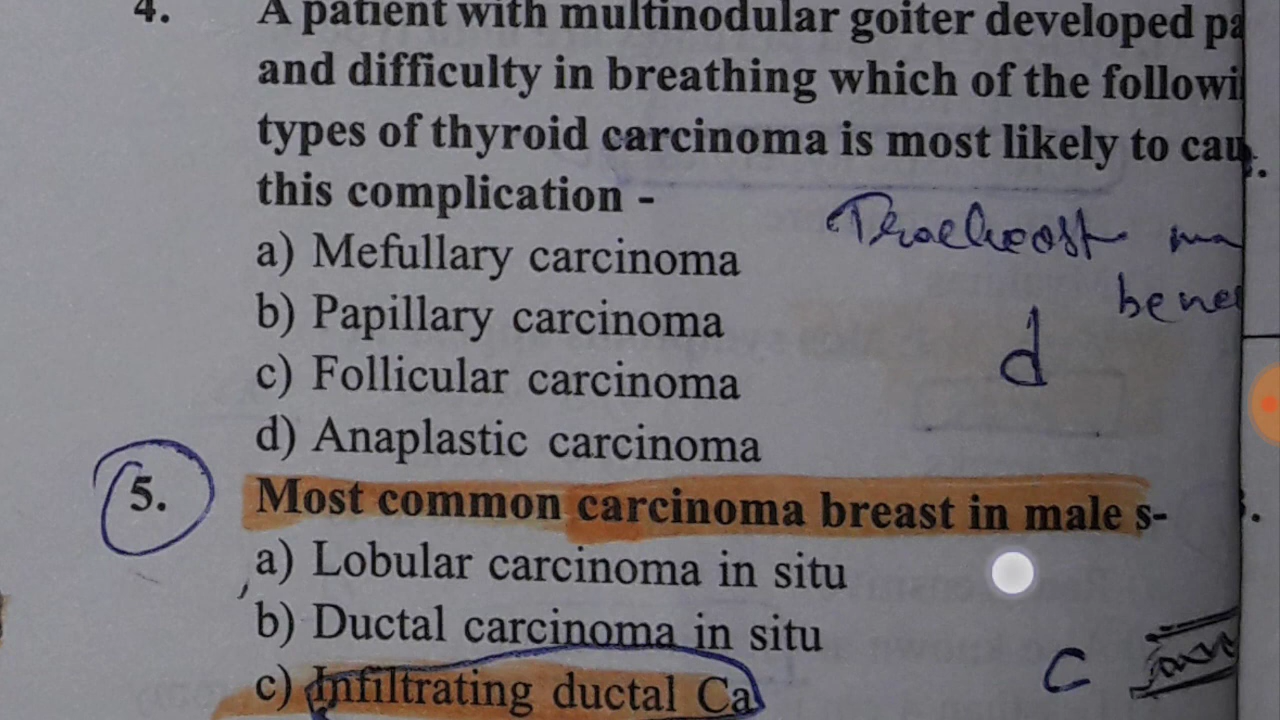 4. A patient with multinodular goiter developed pa
and difficulty in breathing which of the followi
types of thyroid carcinoma is most likely to cau
this complication -
a) Mefullary carcinoma
b) Papillary carcinoma
c) Follicular carcinoma
d
d) Anaplastic carcinoma
5. Most common carcinoma breast in male s-
a) Lobular carcinoma in situ
b) Ductal carcinoma in situ
c) Infiltrating ductal Ca
C